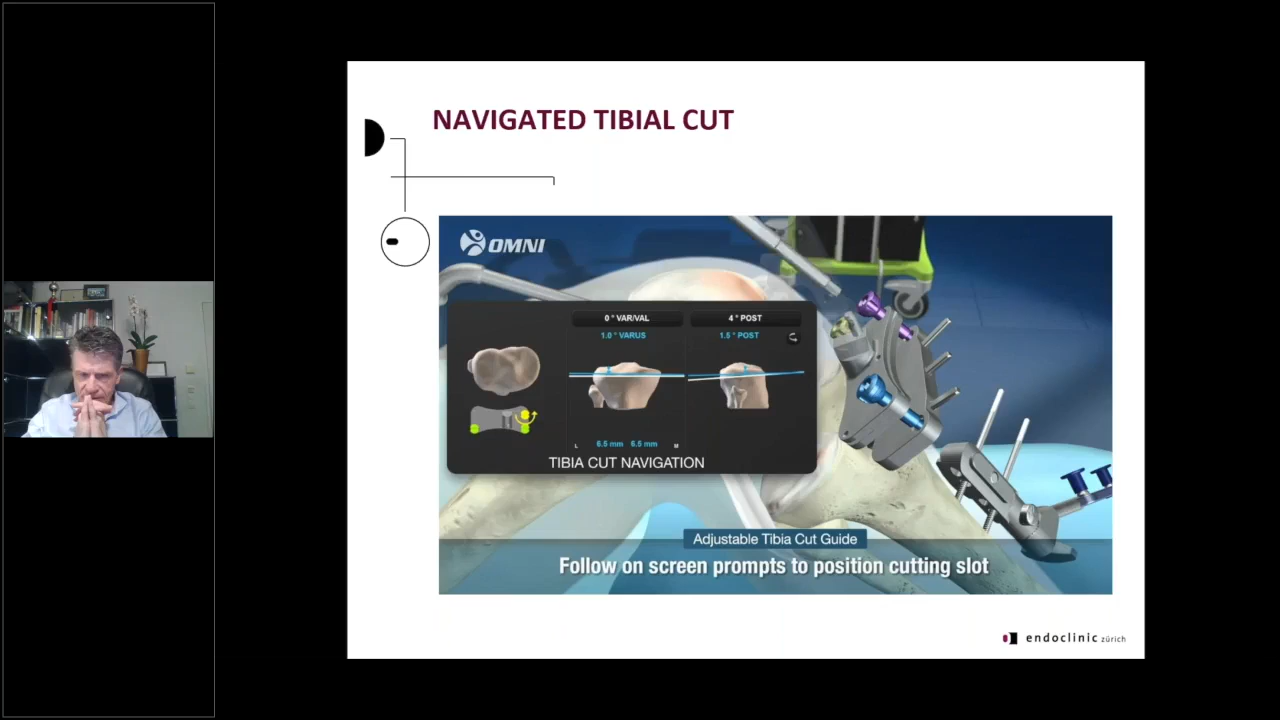 NAVIGATED TIBIAL CUT
OMNI
0° VAR/VAL
4° POST
1.0° VARUS
1.5° POST
L 6.5 mm 6.5 mm M
TIBIA CUT NAVIGATION
Adjustable Tibia Cut Guide
Follow on screen prompts to position cutting slot
endoclinic zürich